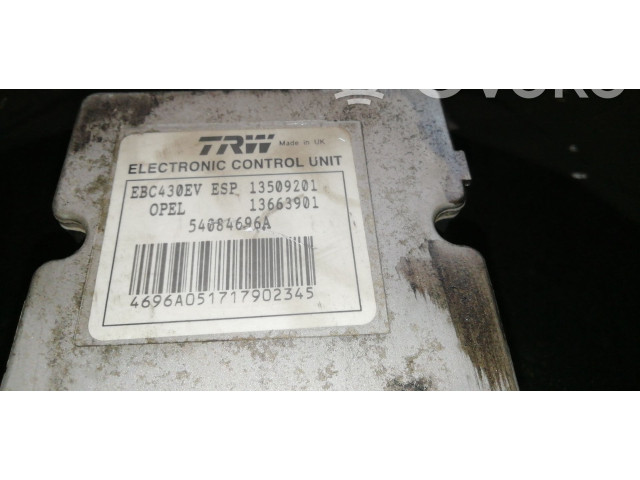 TRW Made in UK
ELECTRONIC CONTROL UNIT
EBC430EV ESP 13509201
OPEL 13663901
54084696A
4696A051717902345